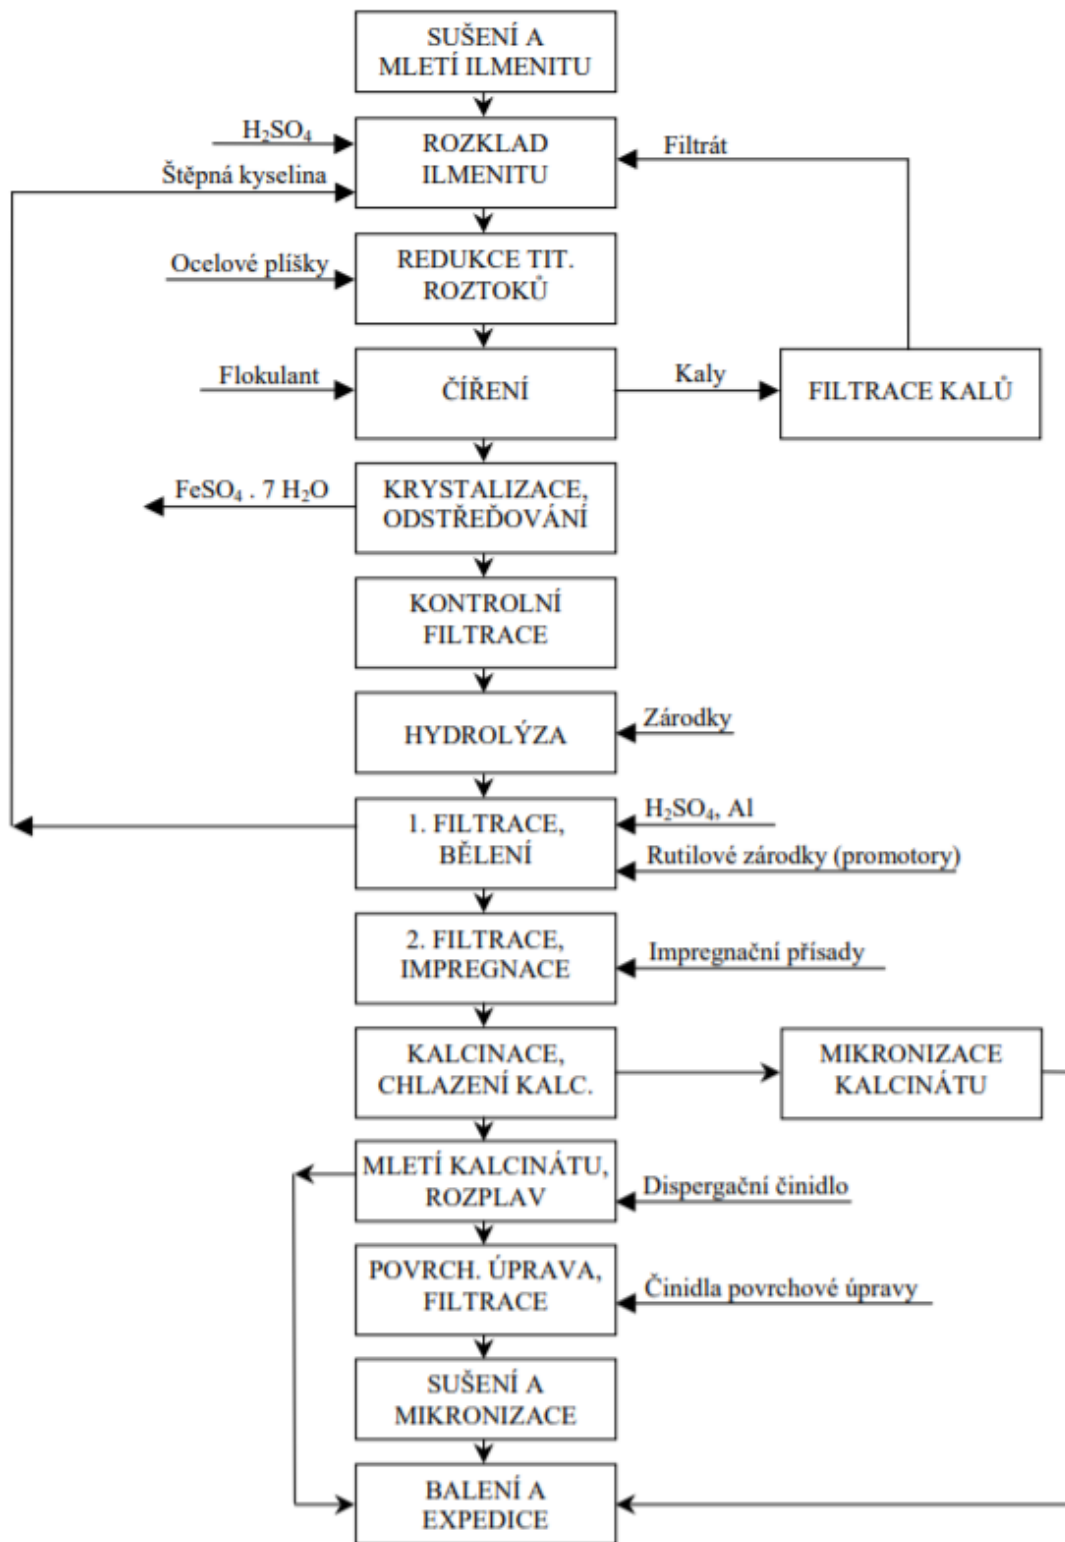 SUŠENÍ A
MLETÍ ILMENITU
H₂SO₄
Štěpná kyselina
ROZKLAD
ILMENITU
Filtrát
Ocelové plíšky
REDUKCE TIT.
ROZTOKŮ
Flokulant
ČÍŘENÍ
Kaly
FILTRACE KALŮ
FeSO₄ . 7 H₂O
KRYSTALIZACE,
ODSTŘEĎOVÁNÍ
KONTROLNÍ
FILTRACE
HYDROLÝZA
Zárodky
1. FILTRACE,
BĚLENÍ
H₂SO₄, Al
Rutilové zárodky (promotory)
2. FILTRACE,
IMPREGNACE
Impregnační přísady
KALCINACE,
CHLAZENÍ KALC.
MIKRONIZACE
KALCINÁTU
MLETÍ KALCINÁTU,
ROZPLAV
Dispergační činidlo
POVRCH. ÚPRAVA,
FILTRACE
Činidla povrchové úpravy
SUŠENÍ A
MIKRONIZACE
BALENÍ A
EXPEDICE